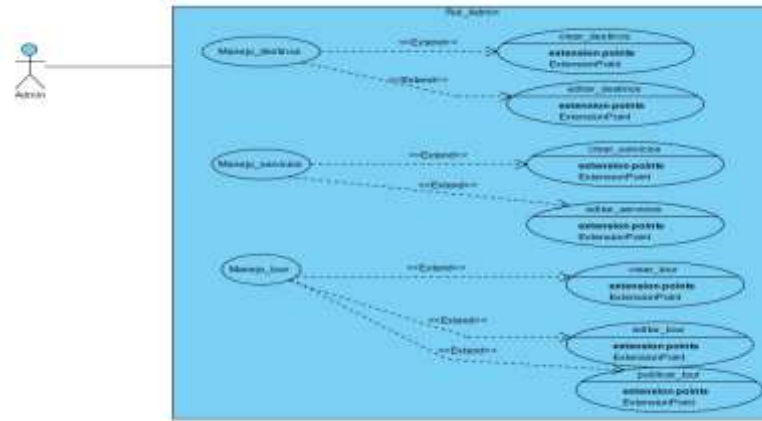 Rol_Admin
Admin
Manejo_destinos
<<Extend>>
crear_destinos
extension points
ExtensionPoint
<<Extend>>
editar_destinos
extension points
ExtensionPoint
Manejo_servicios
<<Extend>>
crear_servicios
extension points
ExtensionPoint
<<Extend>>
editar_servicios
extension points
ExtensionPoint
Manejo_tour
<<Extend>>
crear_tour
extension points
ExtensionPoint
<<Extend>>
editar_tour
extension points
ExtensionPoint
<<Extend>>
publicar_tour
extension points
ExtensionPoint